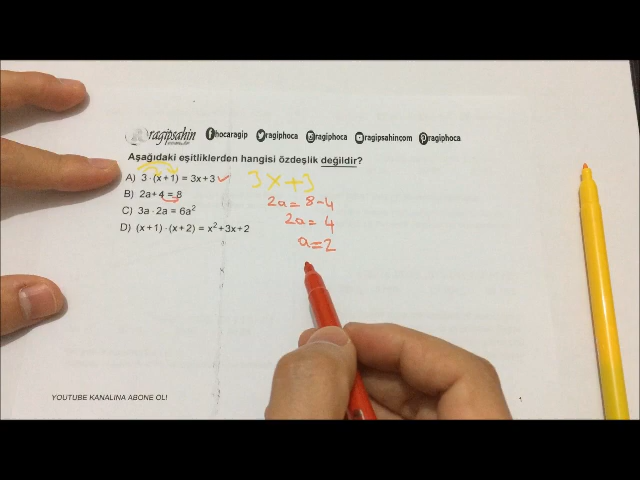 ragipsahin hocaragip ragiphoca ragiphoca ragipsahincom ragiphoca
Aşağıdaki eşitliklerden hangisi özdeşlik değildir?
A) 3 · (x + 1) = 3x + 3 ✓ 3x+3
B) 2a + 4 = 8 2a = 8-4
2a = 4
C) 3a · 2a = 6a²
D) (x + 1) · (x + 2) = x² + 3x + 2
a = 2
YOUTUBE KANALINA ABONE OL!